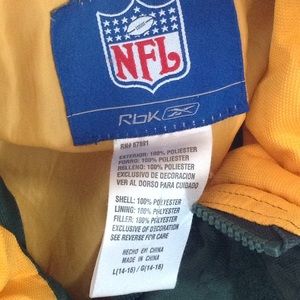 NFL
Rbk
RN# 67891
EXTERIOR: 100% POLIESTER
FORRO: 100% POLIESTER
RELLENO: 100% POLIESTER
EXCLUSIVO DE DECORACION
VER AL DORSO PARA CUIDADO
SHELL: 100% POLYESTER
LINING: 100% POLYESTER
FILLER: 100% POLYESTER
EXCLUSIVE OF DECORATION
SEE REVERSE FOR CARE
MADE IN CHINA
HECHO EN CHINA
L(14-16) / G(14-16)